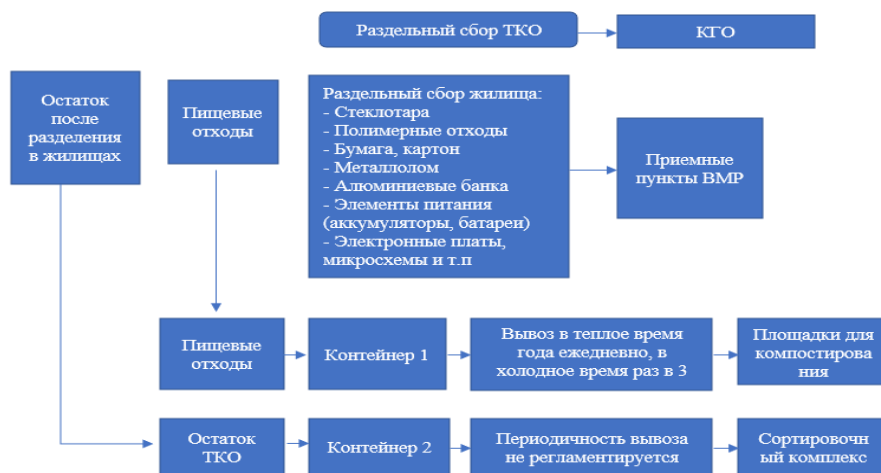 Раздельный сбор ТКО
КГО
Остаток
после
разделения
в жилищах
Пищевые
отходы
Раздельный сбор жилища:
- Стеклотара
- Полимерные отходы
- Бумага, картон
- Металлолом
- Алюминиевые банка
- Элементы питания
(аккумуляторы, батареи)
- Электронные платы,
микросхемы и т.п
Приемные
пункты ВМР
Пищевые
отходы
Контейнер 1
Вывоз в теплое время
года ежедневно, в
холодное время раз в 3
Площадки для
компостирова
ния
Остаток
ТКО
Контейнер 2
Периодичность вывоза
не регламентируется
Сортировочн
ый комплекс